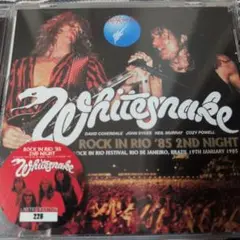 Whitesnake
DAVID COVERDALE JOHN SYKES NEIL MURRAY COZY POWELL
ROCK IN RIO '85 2ND NIGHT
ROCK IN RIO FESTIVAL, RIO DE JANEIRO, BRAZIL 19TH JANUARY 1985
ROCK IN RIO '85
2ND NIGHT
Whitesnake
226